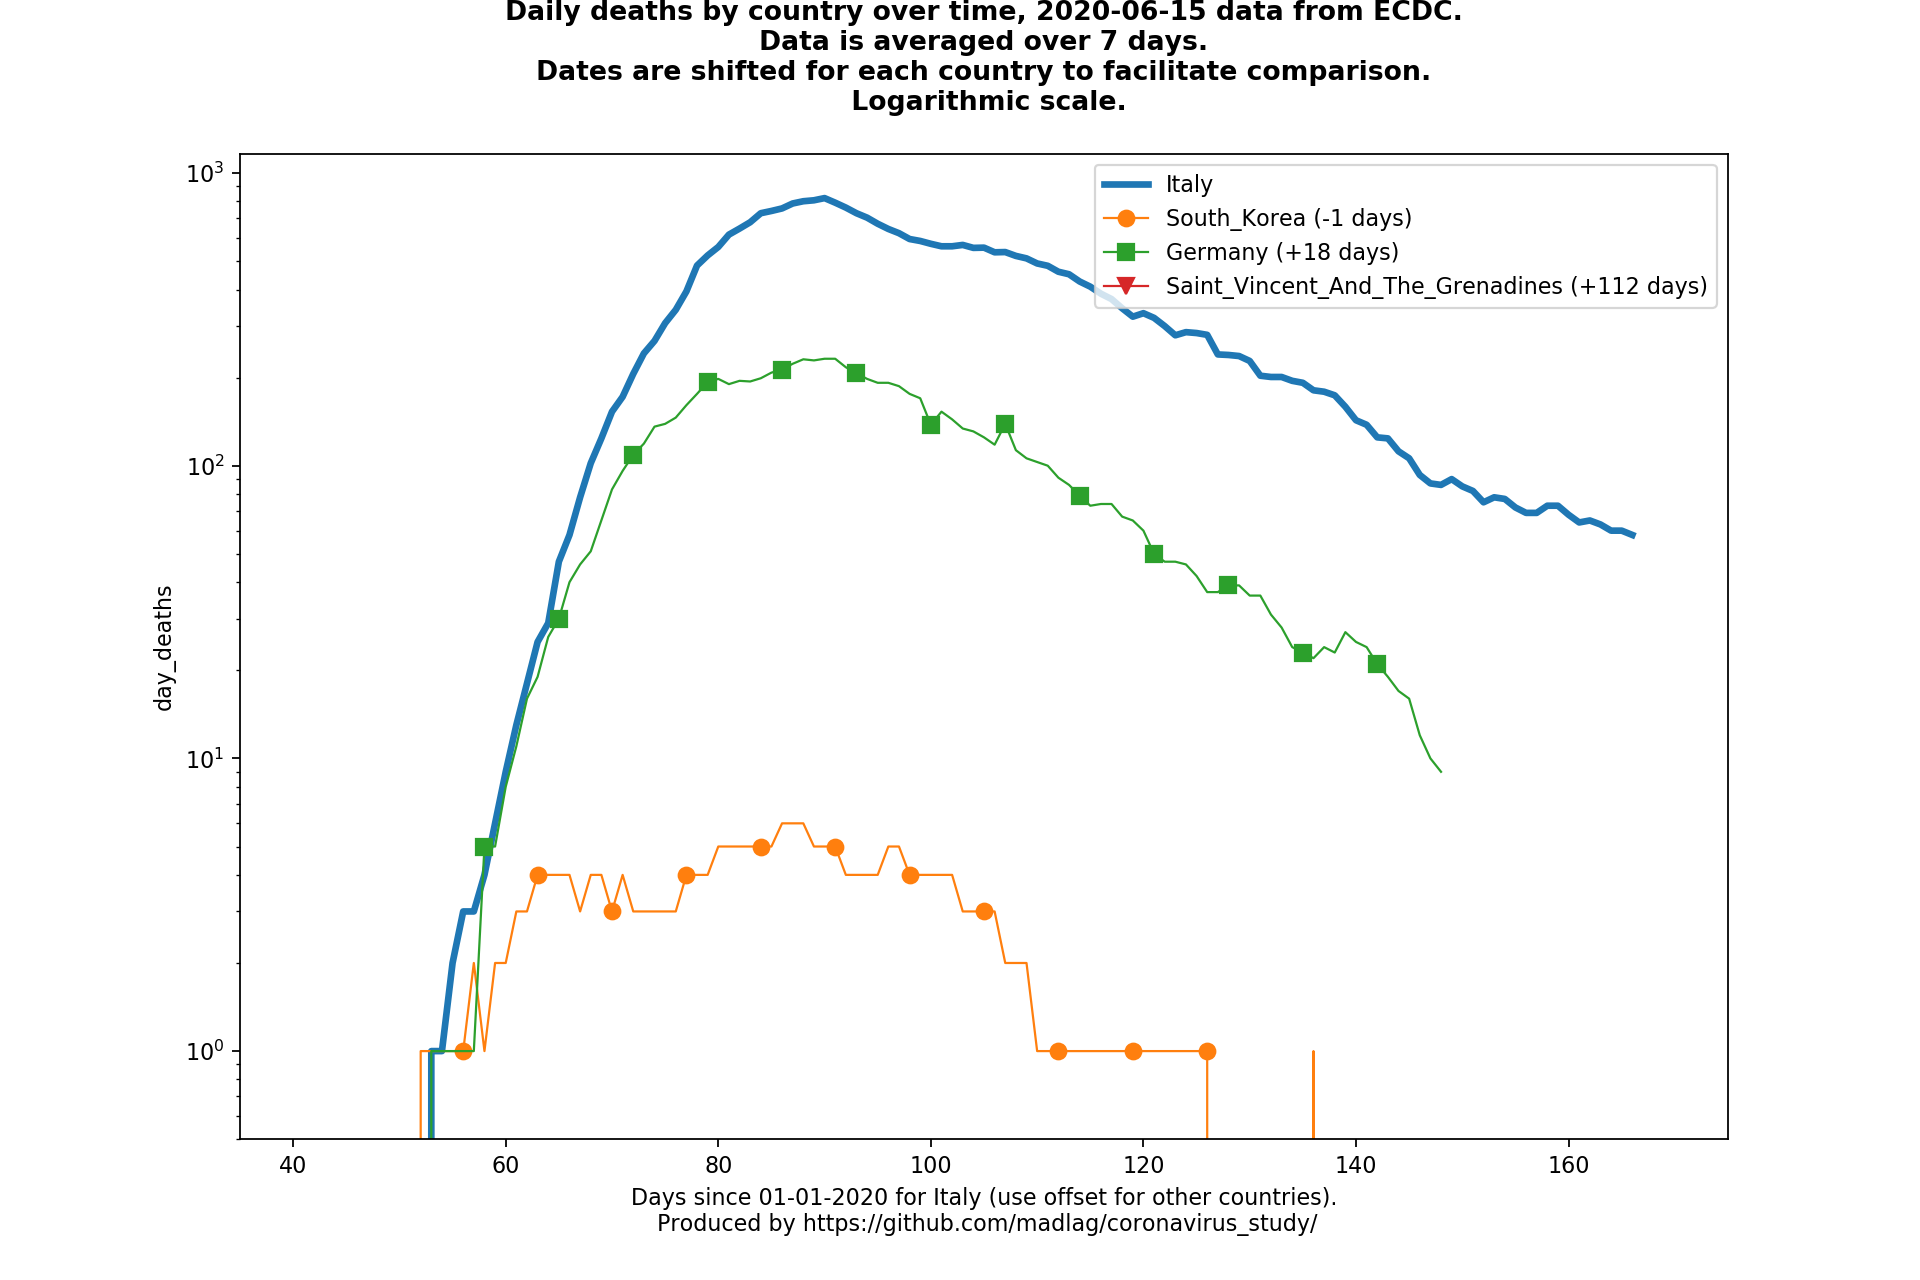 Daily deaths by country over time, 2020-06-15 data from ECDC.
Data is averaged over 7 days.
Dates are shifted for each country to facilitate comparison.
Logarithmic scale.
10³
10²
10¹
10⁰
day_deaths
Italy
South_Korea (-1 days)
Germany (+18 days)
Saint_Vincent_And_The_Grenadines (+112 days)
40 60 80 100 120 140 160
Days since 01-01-2020 for Italy (use offset for other countries).
Produced by https://github.com/madlag/coronavirus_study/